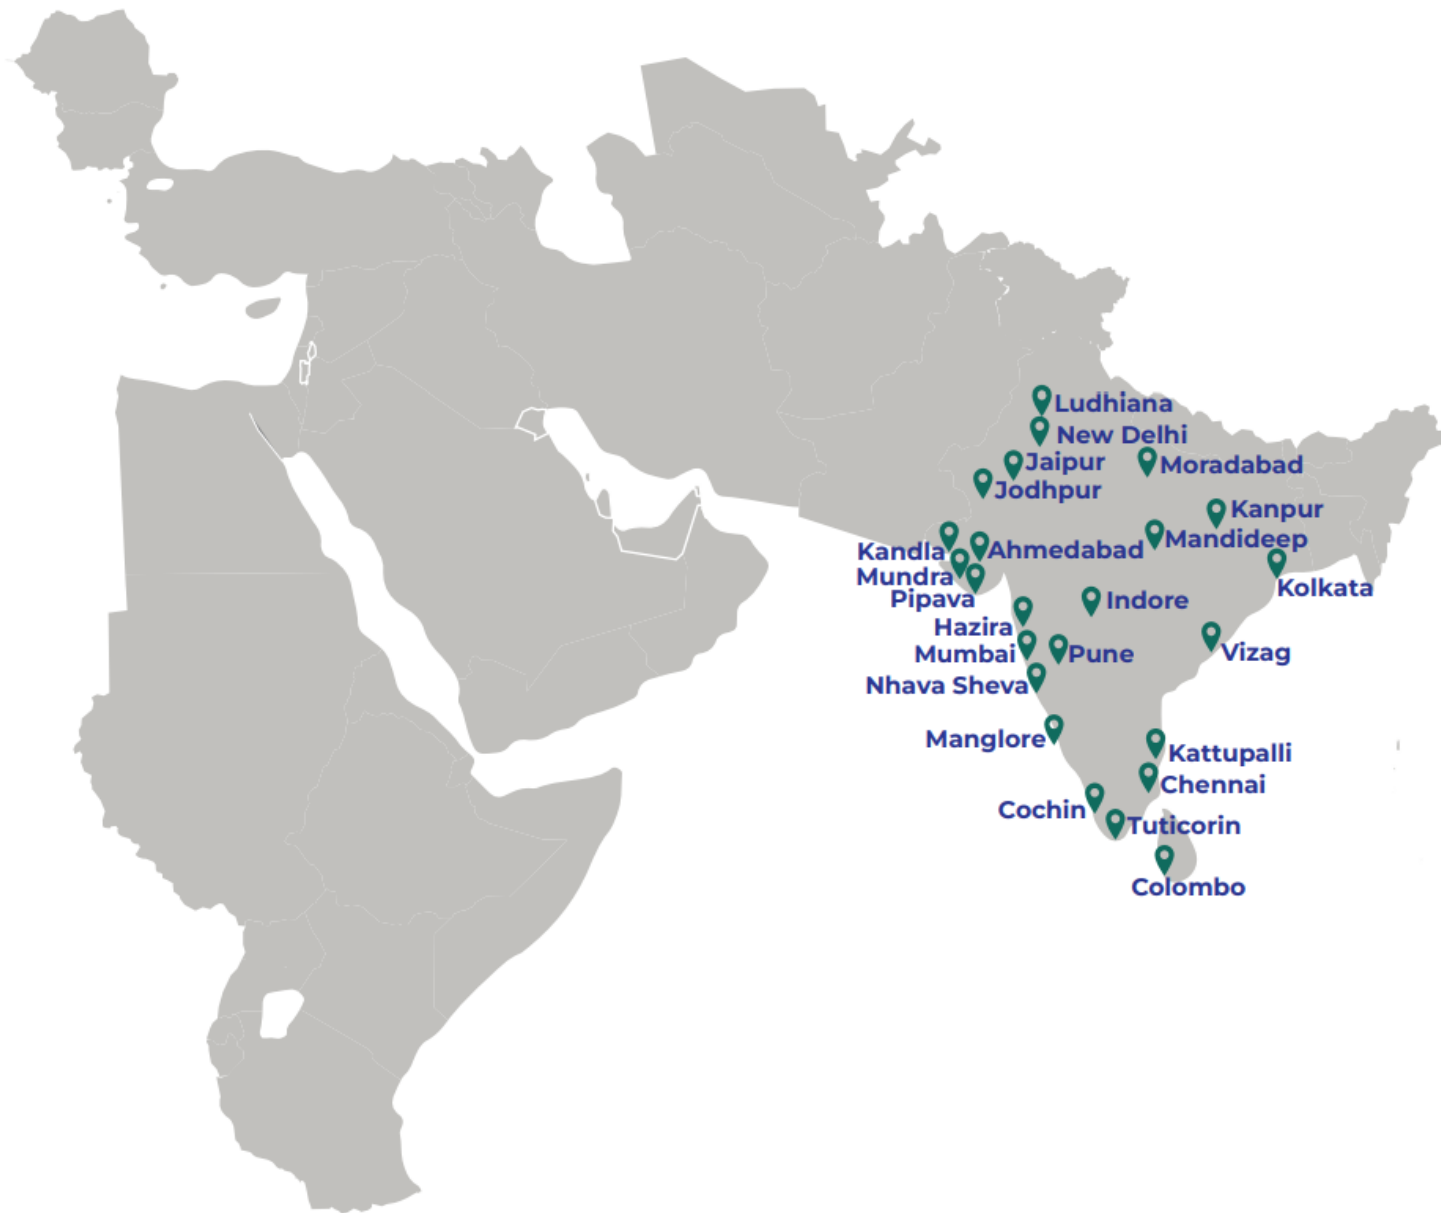 Ludhiana
New Delhi
Jaipur
Moradabad
Jodhpur
Kanpur
Mandideep
Kandla
Ahmedabad
Mundra
Kolkata
Pipava
Indore
Hazira
Mumbai
Pune
Vizag
Nhava Sheva
Manglore
Kattupalli
Chennai
Cochin
Tuticorin
Colombo